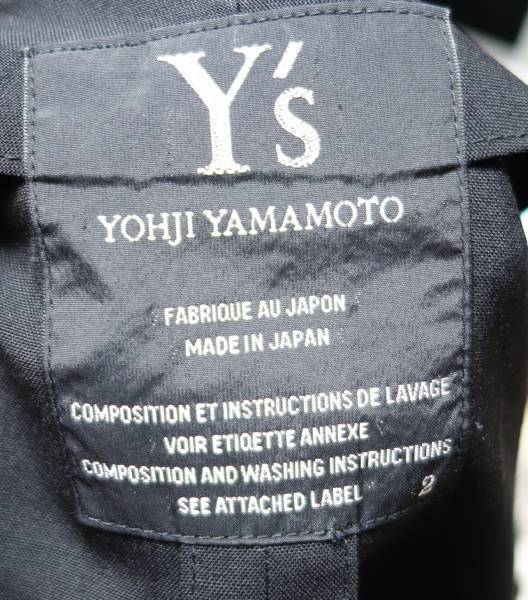 Y's
YOHJI YAMAMOTO
FABRIQUE AU JAPON
MADE IN JAPAN
COMPOSITION ET INSTRUCTIONS DE LAVAGE
VOIR ETIQETTE ANNEXE
COMPOSITION AND WASHING INSTRUCTIONS
SEE ATTACHED LABEL
2